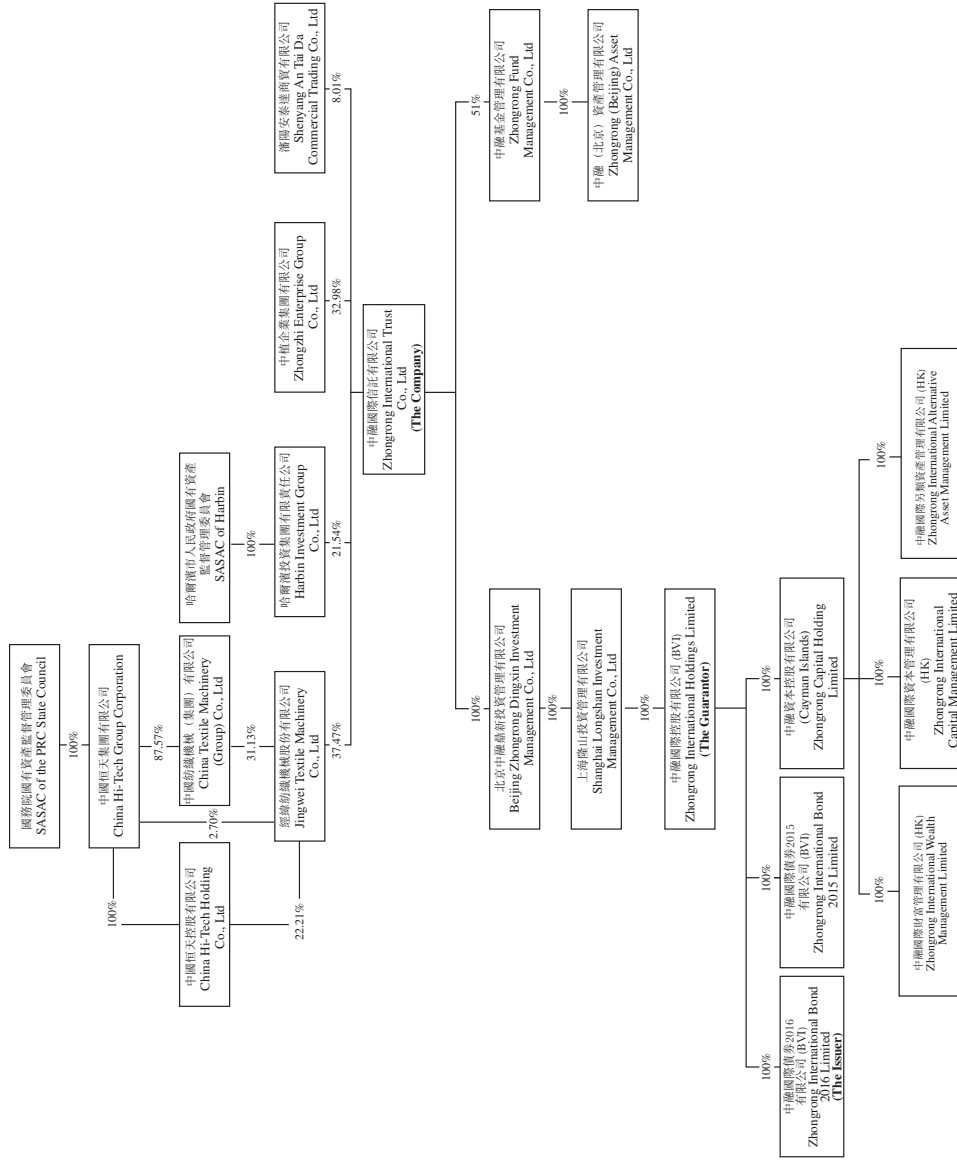 國務院國有資產監督管理委員會
SASAC of the PRC State Council
100%
中國恒天集團有限公司
China Hi-Tech Group Corporation
100%
87.57%
中國恒天控股有限公司
China Hi-Tech Holding
Co., Ltd
2.70%
中國紡織機械（集團）有限公司
China Textile Machinery
(Group) Co., Ltd
哈爾濱市人民政府國有資產
監督管理委員會
SASAC of Harbin
22.21%
31.13%
100%
經緯紡織機械股份有限公司
Jingwei Textile Machinery
Co., Ltd
哈爾濱投資集團有限責任公司
Harbin Investment Group
Co., Ltd
中植企業集團有限公司
Zhongzhi Enterprise Group
Co., Ltd
瀋陽安泰達商貿有限公司
Shenyang An Tai Da
Commercial Trading Co., Ltd
37.47%
21.54%
32.98%
8.01%
中融國際信託有限公司
Zhongrong International Trust
Co., Ltd
(The Company)
100%
51%
北京中融鼎新投資管理有限公司
Beijing Zhongrong Dingxin Investment
Management Co., Ltd
中融基金管理有限公司
Zhongrong Fund
Management Co., Ltd
100%
100%
上海隆山投資管理有限公司
Shanghai Longshan Investment
Management Co., Ltd
中融（北京）資產管理有限公司
Zhongrong (Beijing) Asset
Management Co., Ltd
100%
中融國際控股有限公司 (BVI)
Zhongrong International Holdings Limited
(The Guarantor)
100%
100%
100%
中融國際債券2016
有限公司 (BVI)
Zhongrong International Bond
2016 Limited
(The Issuer)
中融國際債券2015
有限公司 (BVI)
Zhongrong International Bond
2015 Limited
中融資本控股有限公司
(Cayman Islands)
Zhongrong Capital Holding
Limited
100%
100%
100%
中融國際財富管理有限公司 (HK)
Zhongrong International Wealth
Management Limited
中融國際資本管理有限公司
(HK)
Zhongrong International
Capital Management Limited
中融國際另類資產管理有限公司 (HK)
Zhongrong International Alternative
Asset Management Limited